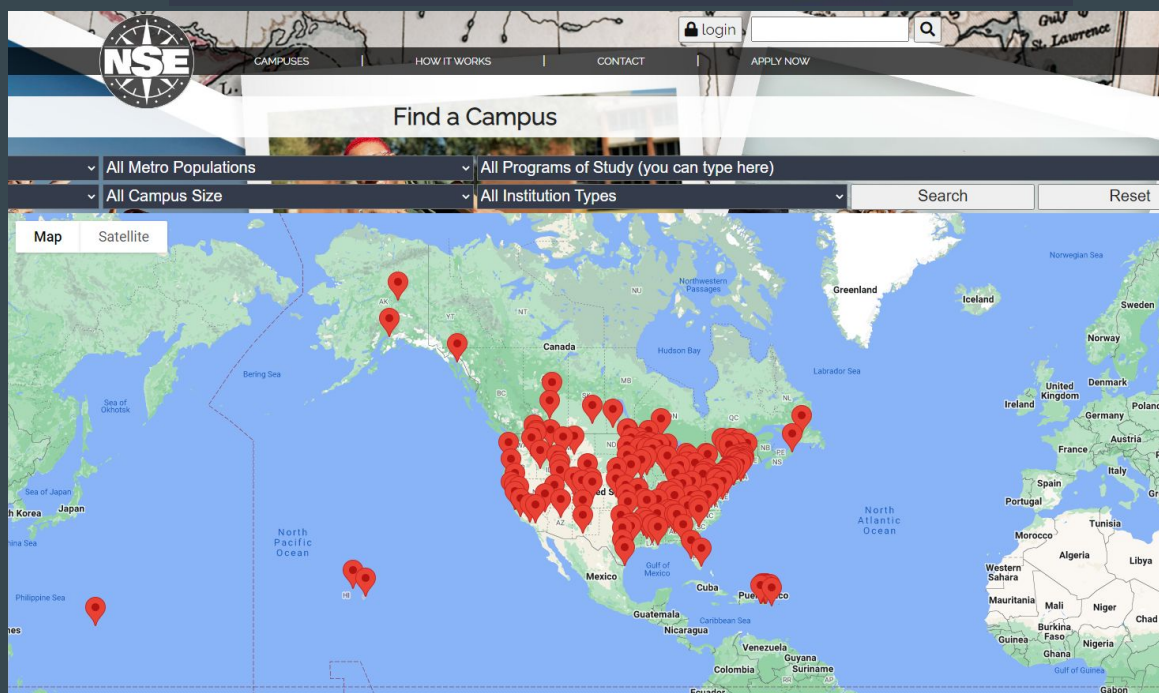 login
Gulf of
St. Lawrence
NSE
CAMPUSES | HOW IT WORKS | CONTACT | APPLY NOW
L.
Find a Campus
All Metro Populations
All Programs of Study (you can type here)
All Campus Size
All Institution Types
Search
Reset
Map
Satellite
Norwegian Sea
Northwestern
Passages
NU
Greenland
Iceland
AK
YT
NT
Sweden
Norway
Canada
Hudson Bay
Bering Sea
Labrador Sea
BC
MB
United
Kingdom
Denmark
Sea of
Okhotsk
NL
Ireland
Poland
QC
Germany
NB
PE
NS
Austria
France
ND
Italy
Sea of Japan
Spain
h Korea
Japan
Portugal
North
Pacific
Ocean
AZ
North
Atlantic
Ocean
Tunisia
Morocco
Algeria
Libya
Gulf of
Mexico
Western
Sahara
Mexico
Cuba
HI
Philippine Sea
Mauritania
Mali
Niger
Chad
Guatemala
Caribbean Sea
Nicaragua
Burkina
Faso
Guinea
Nigeria
Ghana
Venezuela
Guyana
Suriname
Colombia
RR
AP
Gulf of Guinea
Ecuador
Gabon